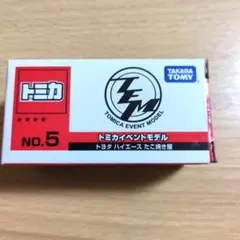 トミカ
★★★★
NO.5
TEM
TOMICA EVENT MODEL
TAKARA
TOMY
トミカイベントモデル
トヨタ ハイエース たこ焼き屋